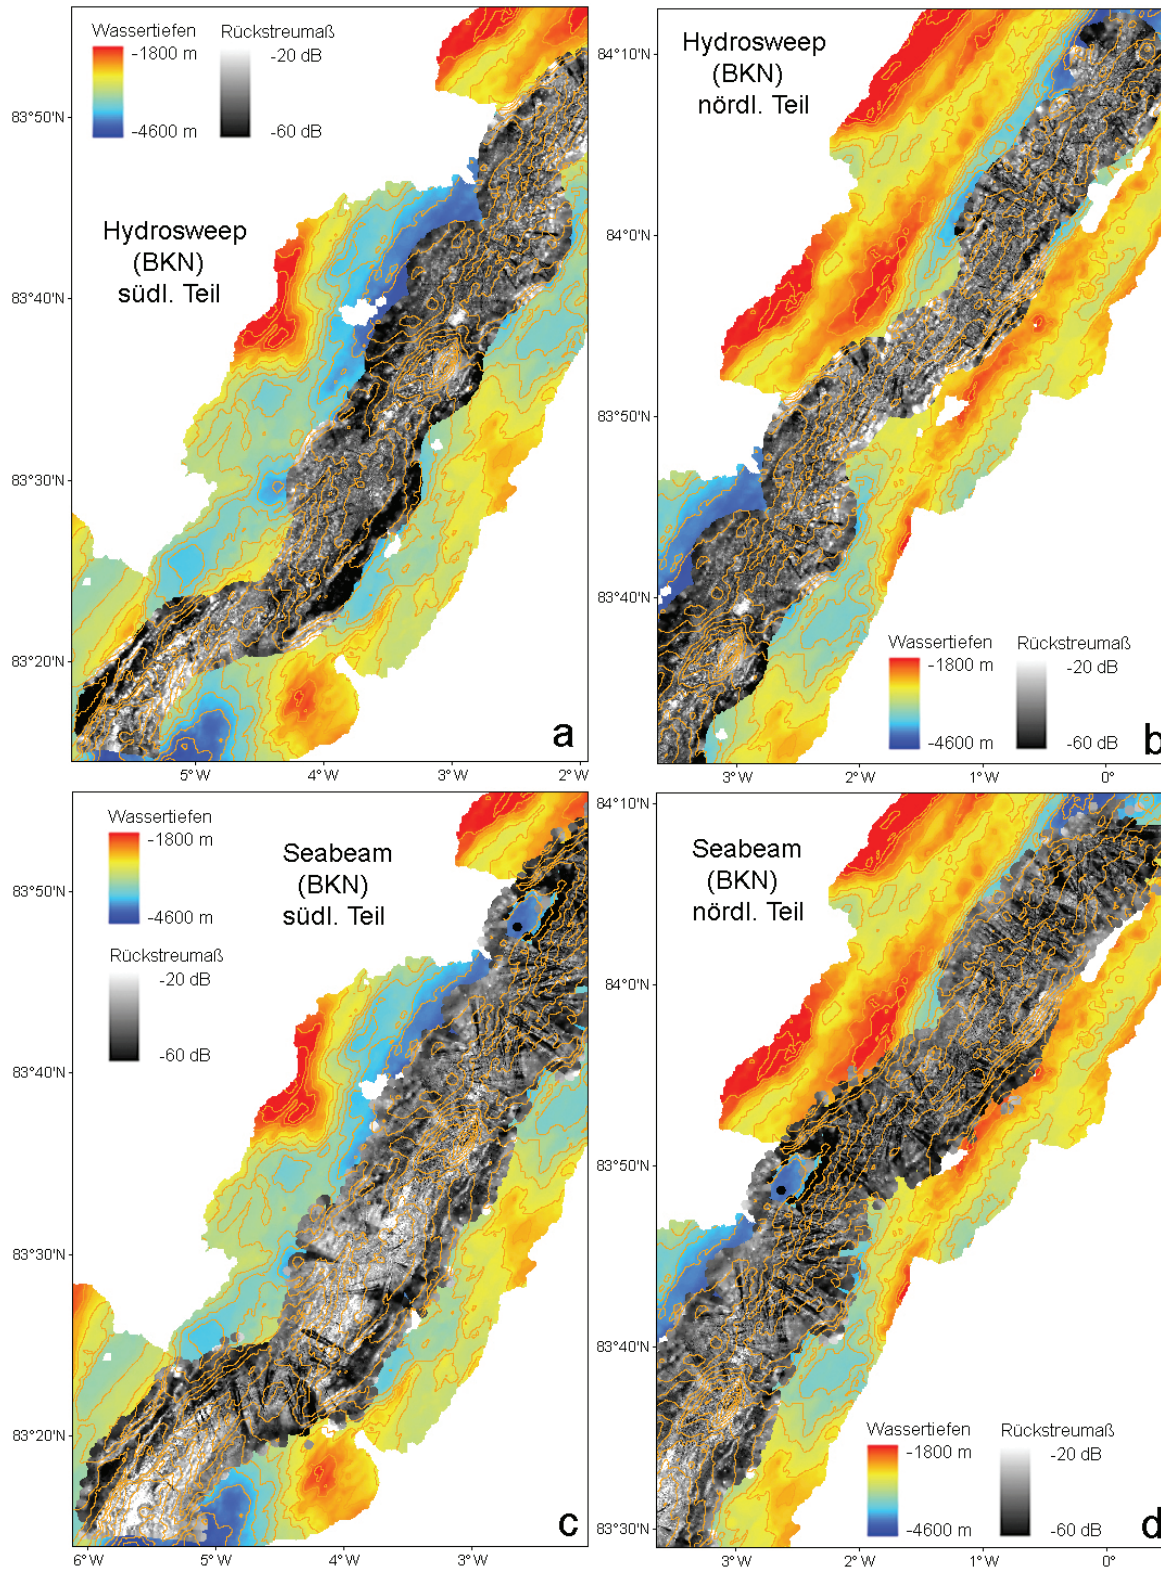 Wassertiefen
-1800 m
-4600 m
Rückstreumaß
-20 dB
-60 dB
Hydrosweep
(BKN)
südl. Teil
83°50'N
83°40'N
83°30'N
83°20'N
5°W
4°W
3°W
2°W
a
Hydrosweep
(BKN)
nördl. Teil
84°10'N
84°0'N
83°50'N
83°40'N
Wassertiefen
-1800 m
-4600 m
Rückstreumaß
-20 dB
-60 dB
3°W
2°W
1°W
0°
b
Wassertiefen
-1800 m
-4600 m
Rückstreumaß
-20 dB
-60 dB
Seabeam
(BKN)
südl. Teil
83°50'N
83°40'N
83°30'N
83°20'N
6°W
5°W
4°W
3°W
c
Seabeam
(BKN)
nördl. Teil
84°10'N
84°0'N
83°50'N
83°40'N
83°30'N
Wassertiefen
-1800 m
-4600 m
Rückstreumaß
-20 dB
-60 dB
3°W
2°W
1°W
0°
d